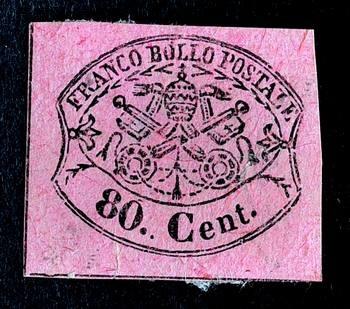 FRANCO BOLLO POSTALE
80.. Cent.